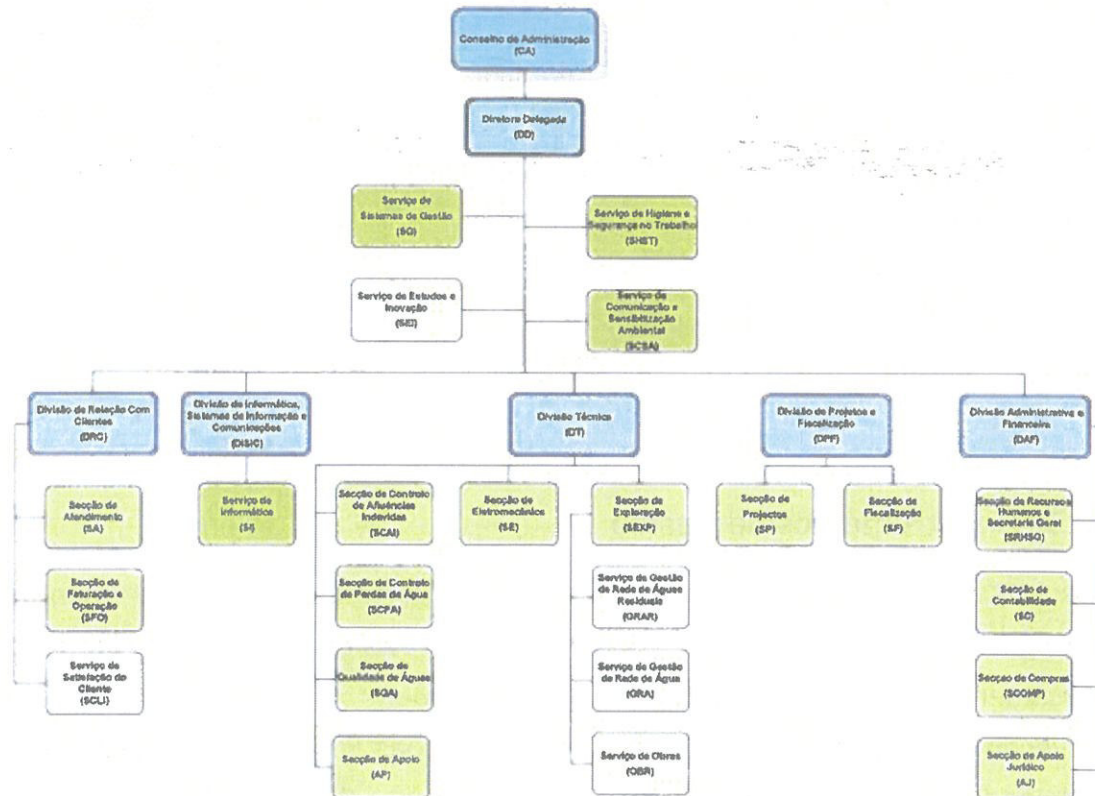 Conselho de Administração
(CA)
Diretora Delegada
(DD)
Serviço de
Sistemas de Gestão
(SG)
Serviço de Higiene e
Segurança no Trabalho
(SHST)
Serviço de Estudos e
Inovação
(SEI)
Serviço de
Comunicação e
Sensibilização
Ambiental
(SCSA)
Divisão de Relação Com
Clientes
(DRC)
Divisão de Informática,
Sistemas de Informação e
Comunicações
(DISIC)
Divisão Técnica
(DT)
Divisão de Projetos e
Fiscalização
(DPF)
Divisão Administrativa e
Financeira
(DAF)
Secção de
Atendimento
(SA)
Secção de
Faturação e
Operação
(SFO)
Serviço de
Satisfação do
Cliente
(SCLI)
Serviço de
Informática
(SI)
Secção de Controlo
de Afluências
Indevidas
(SCAI)
Secção de Controlo
de Perdas de Água
(SCPA)
Secção de
Qualidade de Águas
(SQA)
Secção de Apoio
(AP)
Secção de
Eletromecânica
(SE)
Secção de
Exploração
(SEXP)
Serviço de Gestão
de Rede de Águas
Residuais
(GRAR)
Serviço de Gestão
de Rede de Água
(GRA)
Serviço de Obras
(OBR)
Secção de
Projectos
(SP)
Secção de
Fiscalização
(SF)
Secção de Recursos
Humanos e
Secretaria Geral
(SRHSG)
Secção de
Contabilidade
(SC)
Secção de Compras
(SCOMP)
Secção de Apoio
Jurídico
(AJ)